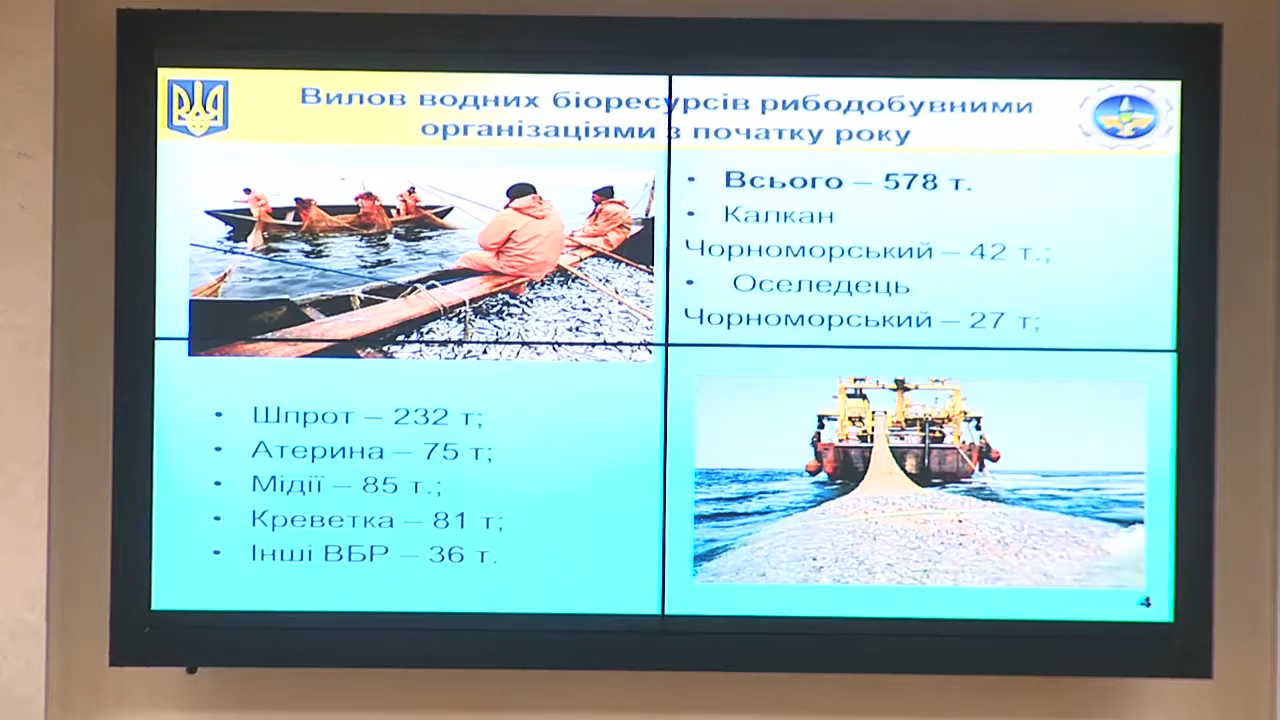 Вилов водних біоресурсів рибодобувними
організаціями з початку року
• Всього – 578 т.
• Калкан
Чорноморський – 42 т.;
• Оселедець
Чорноморський – 27 т;
• Шпрот – 232 т;
• Атерина – 75 т;
• Мідії – 85 т.;
• Креветка – 81 т;
• Інші ВБР – 36 т.
4